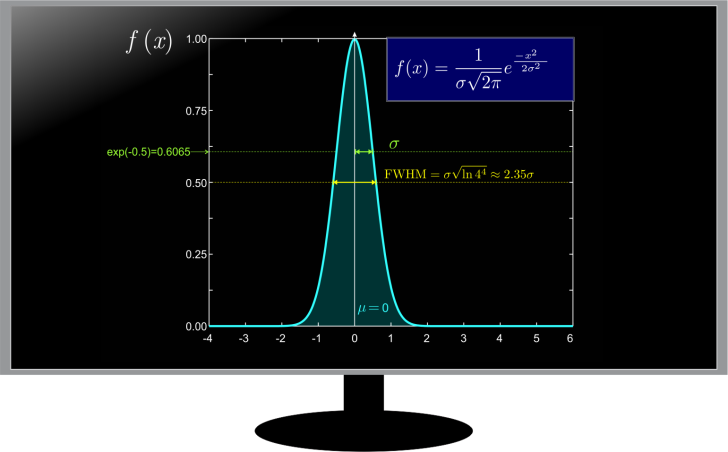 f (x)
1.00
f(x) = 1/(σ√(2π)) e^(−x²/(2σ²))
0.75
exp(-0.5)=0.6065
σ
FWHM = σ√(ln 4⁴) ≈ 2.35σ
0.50
0.25
μ = 0
0.00
-4 -3 -2 -1 0 1 2 3 4 5 6